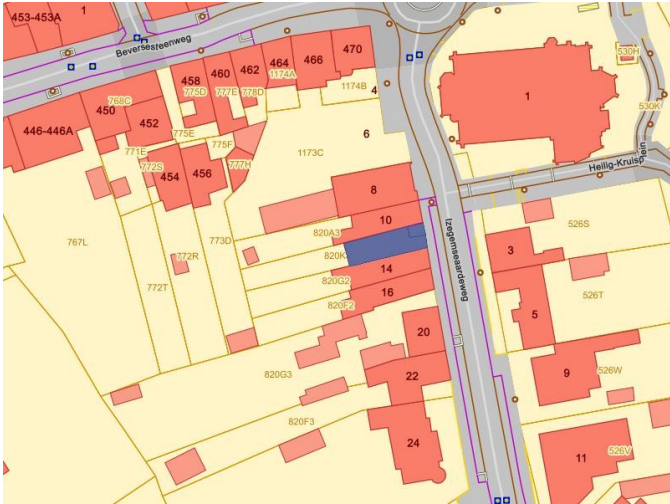 453-453A
1
Beversesteenweg
458
460
462
464
466
470
775D
777E
778D
1174A
1174B
4
530H
530K
1
768C
446-446A
450
452
775E
775F
6
771E
772S
454
456
777H
1173C
Heilig-Kruisplein
8
10
Izegemseaardeweg
526S
767L
773D
772R
772T
820A3
820K
3
14
820G2
526T
16
820F2
5
20
820G3
22
9
526W
820F3
24
11
526V